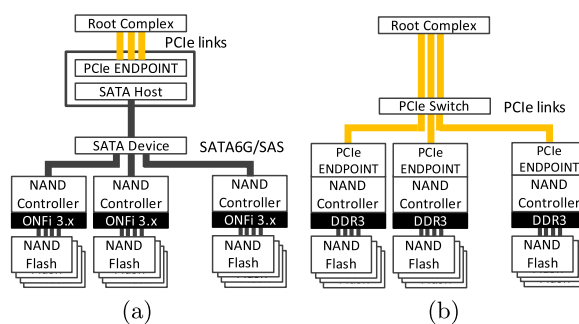 Root Complex
PCIe links
PCIe ENDPOINT
SATA Host
SATA Device
SATA6G/SAS
NAND Controller
ONFi 3.x
NAND Flash
NAND Controller
ONFi 3.x
NAND Flash
NAND Controller
ONFi 3.x
NAND Flash
(a)
Root Complex
PCIe Switch
PCIe links
PCIe ENDPOINT
NAND Controller
DDR3
NAND Flash
PCIe ENDPOINT
NAND Controller
DDR3
NAND Flash
PCIe ENDPOINT
NAND Controller
DDR3
NAND Flash
(b)